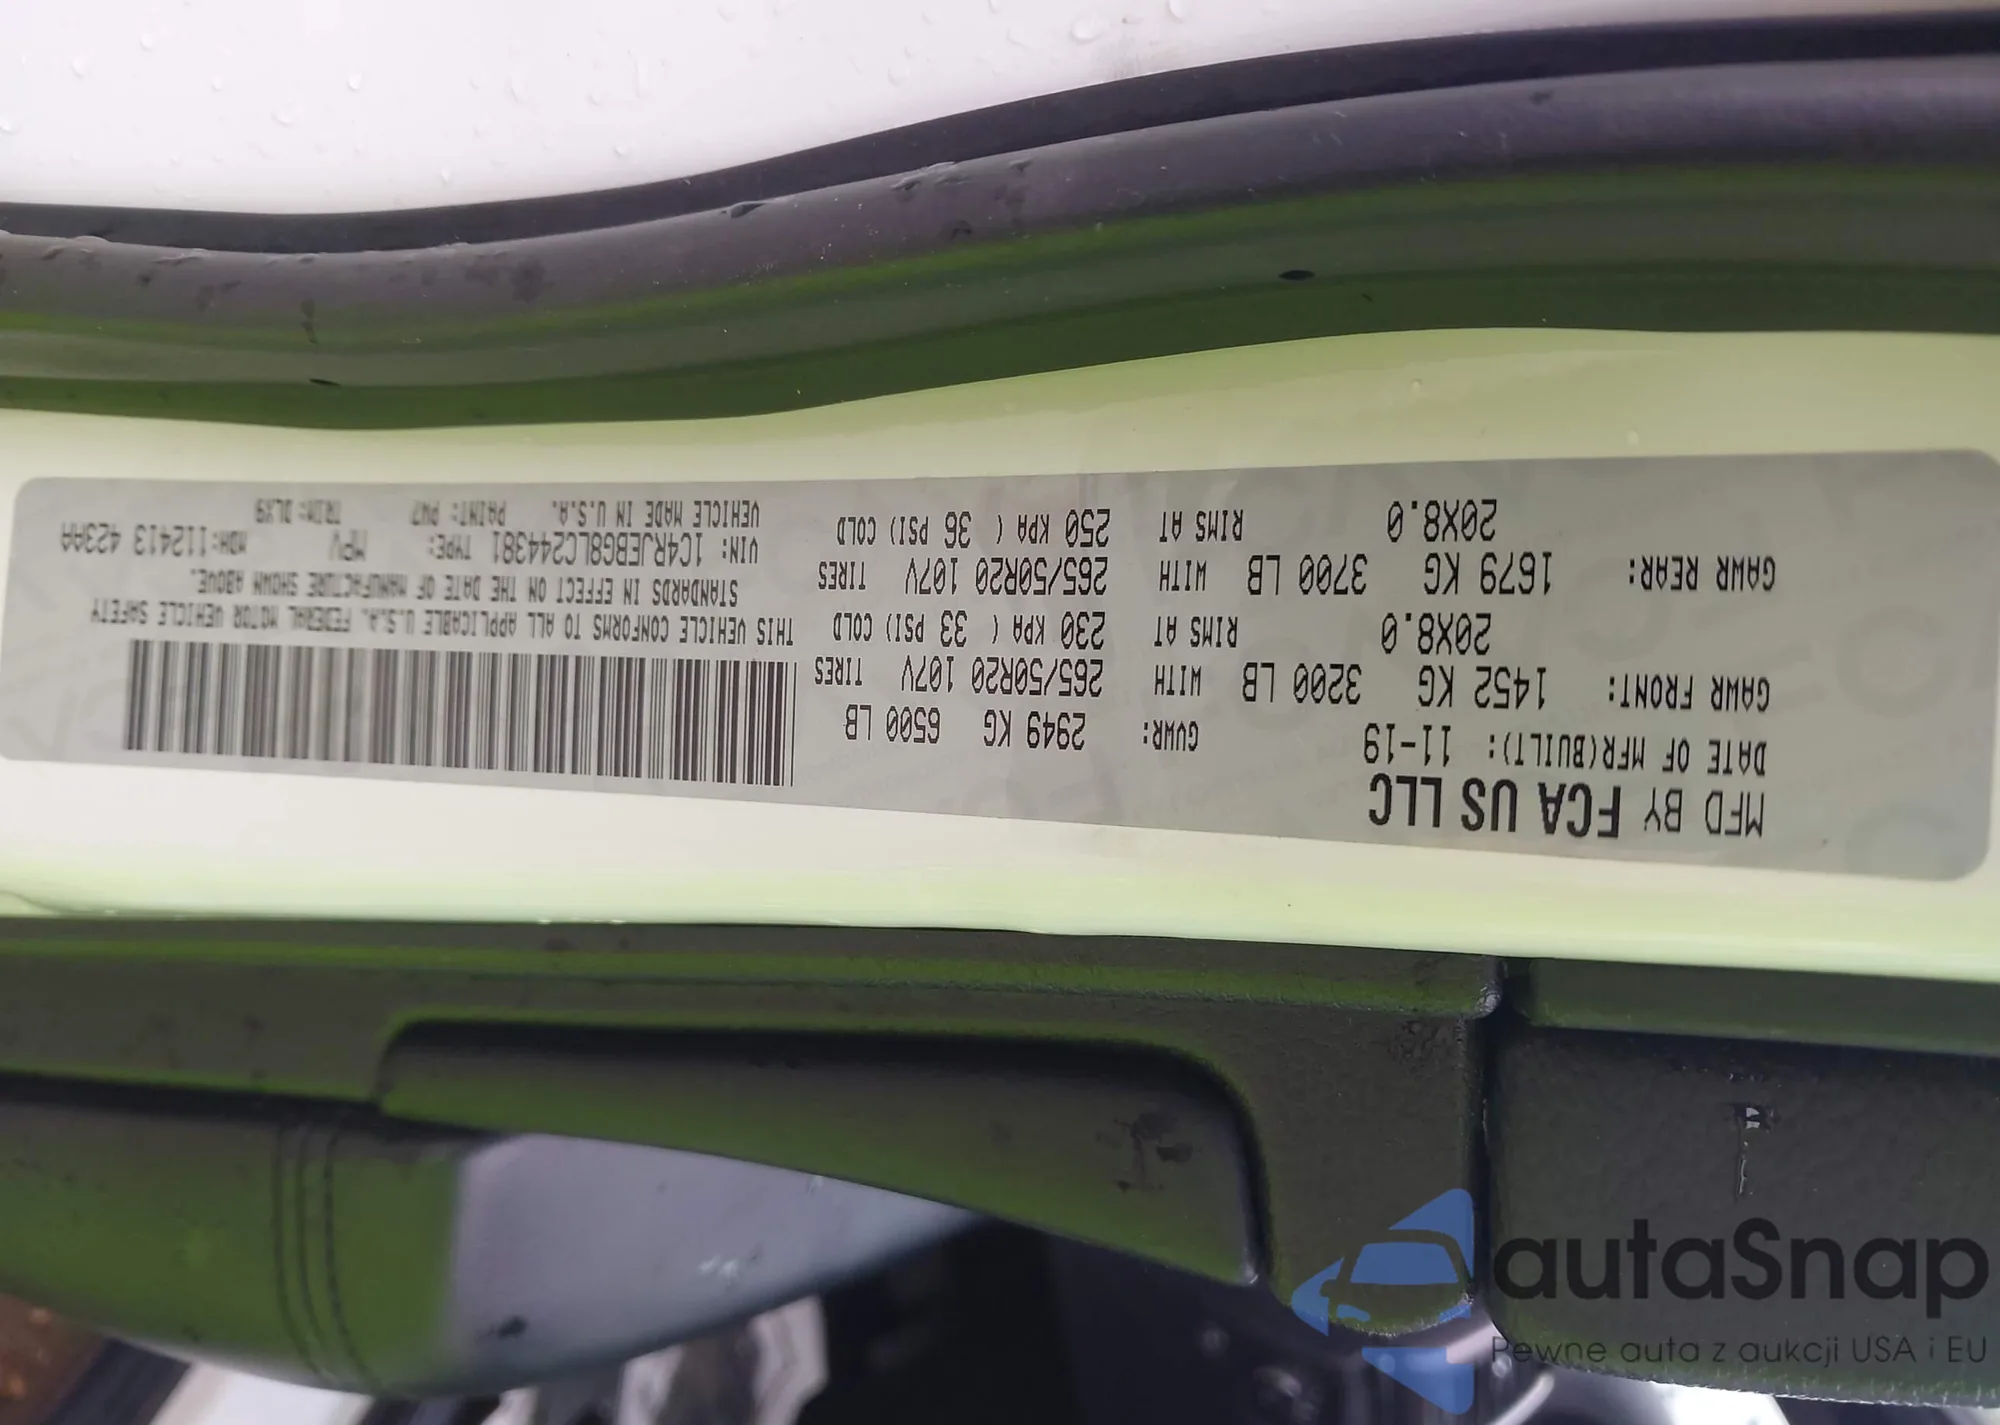 MFD BY FCA US LLC
DATE OF MFR(BUILT): 11-19
GAWR FRONT: 1452 KG 3200 LB
20X8.0
GAWR REAR: 1679 KG 3700 LB
20X8.0
GVWR: 2949 KG 6500 LB
WITH 265/50R20 107V TIRES
RIMS AT 230 KPA ( 33 PSI) COLD
WITH 265/50R20 107V TIRES
RIMS AT 250 KPA ( 36 PSI) COLD
THIS VEHICLE CONFORMS TO ALL APPLICABLE U.S.A. FEDERAL MOTOR VEHICLE SAFETY
STANDARDS IN EFFECT ON THE DATE OF MANUFACTURE SHOWN ABOVE.
VIN: 1C4RJEBG8LC244381 TYPE: MPV MDH:112413 423AA
VEHICLE MADE IN U.S.A. PAINT: PW7 TRIM: DLX9
autaSnap
Pewne auta z aukcji USA i EU